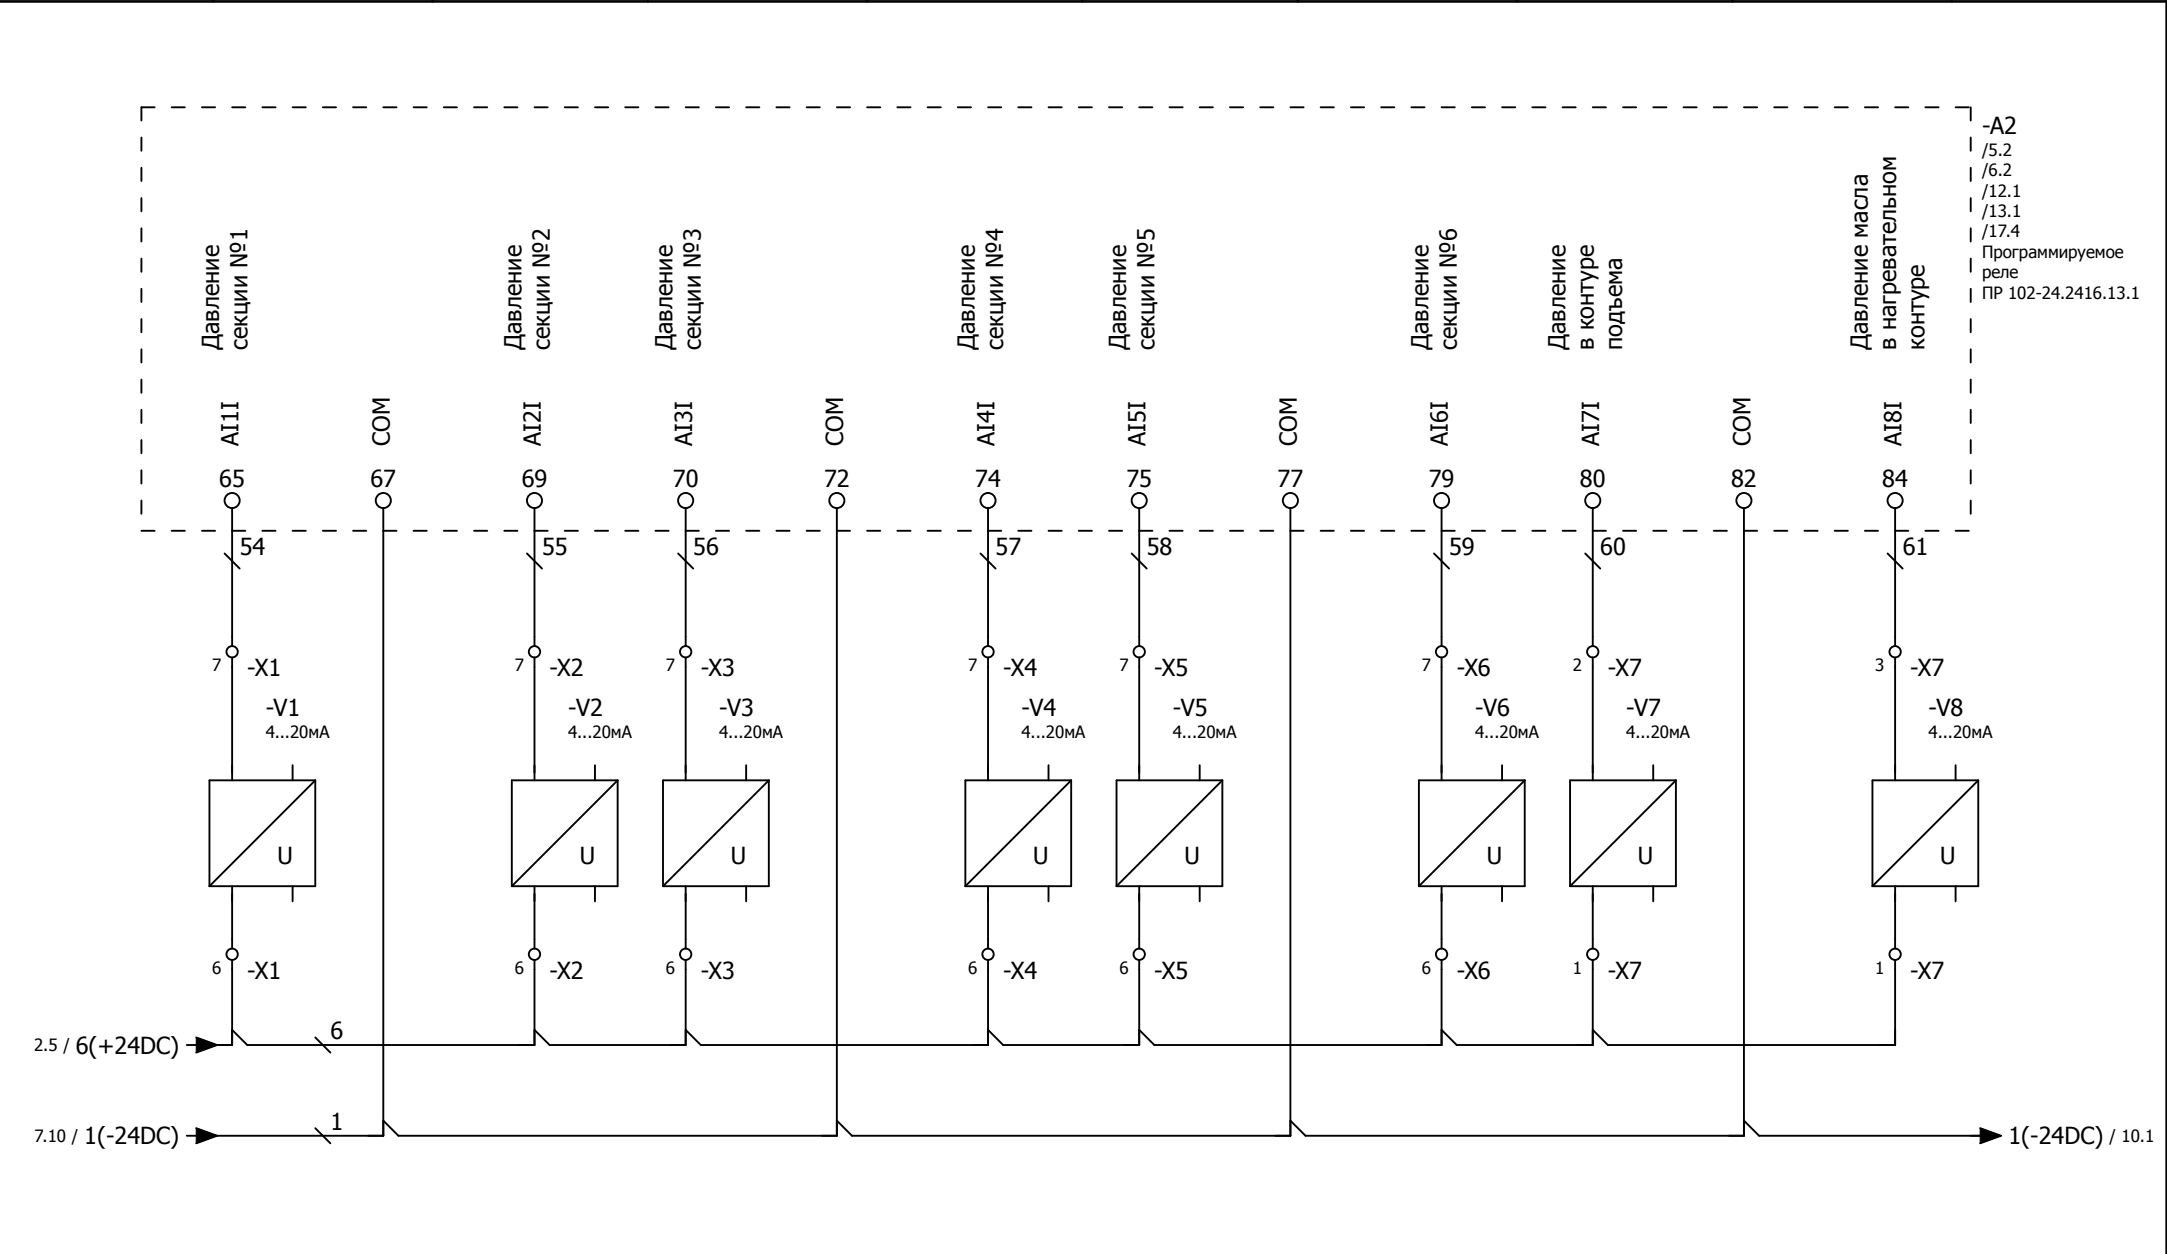 -A2
/5.2
/6.2
/12.1
/13.1
/17.4
Программируемое
реле
ПР 102-24.2416.13.1
Давление
секции №1
Давление
секции №2
Давление
секции №3
Давление
секции №4
Давление
секции №5
Давление
секции №6
Давление
в контуре
подъема
Давление масла
в нагревательном
контуре
AI1I
COM
AI2I
AI3I
COM
AI4I
AI5I
COM
AI6I
AI7I
COM
AI8I
65
67
69
70
72
74
75
77
79
80
82
84
54
55
56
57
58
59
60
61
7 -X1
7 -X2
7 -X3
7 -X4
7 -X5
7 -X6
2 -X7
3 -X7
-V1
4...20мА
-V2
4...20мА
-V3
4...20мА
-V4
4...20мА
-V5
4...20мА
-V6
4...20мА
-V7
4...20мА
-V8
4...20мА
U
U
U
U
U
U
U
U
6 -X1
6 -X2
6 -X3
6 -X4
6 -X5
6 -X6
1 -X7
1 -X7
2.5 / 6(+24DC)
6
7.10 / 1(-24DC)
1
1(-24DC) / 10.1